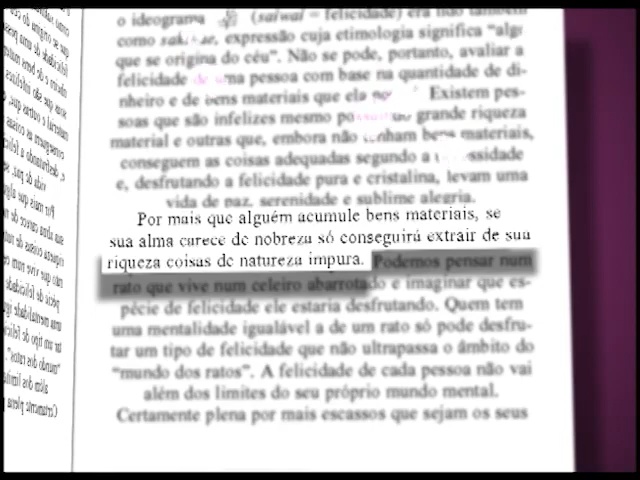 o ideograma (saiwai = felicidade) era lido também
como expressão cuja etimologia significa "algo
que se origina do céu". Não se pode, portanto, avaliar a
felicidade de uma pessoa com base na quantidade de di-
nheiro e de bens materiais que ela Existem pes-
soas que são infelizes mesmo grande riqueza
material e outras que, embora não tenham bens materiais,
conseguem as coisas adequadas segundo a
e, desfrutando a felicidade pura e cristalina, levam uma
vida de paz, serenidade e sublime alegria.
Por mais que alguém acumule bens materiais, se
sua alma carece de nobreza só conseguirá extrair de sua
riqueza coisas de natureza impura. Podemos pensar num
rato que vive num celeiro abarrotado e imaginar que es-
pécie de felicidade ele estaria desfrutando. Quem tem
uma mentalidade igualável a de um rato só pode desfru-
tar um tipo de felicidade que não ultrapassa o âmbito do
"mundo dos ratos". A felicidade de cada pessoa não vai
além dos limites do seu próprio mundo mental.
Certamente plena por mais escassos que sejam os seus